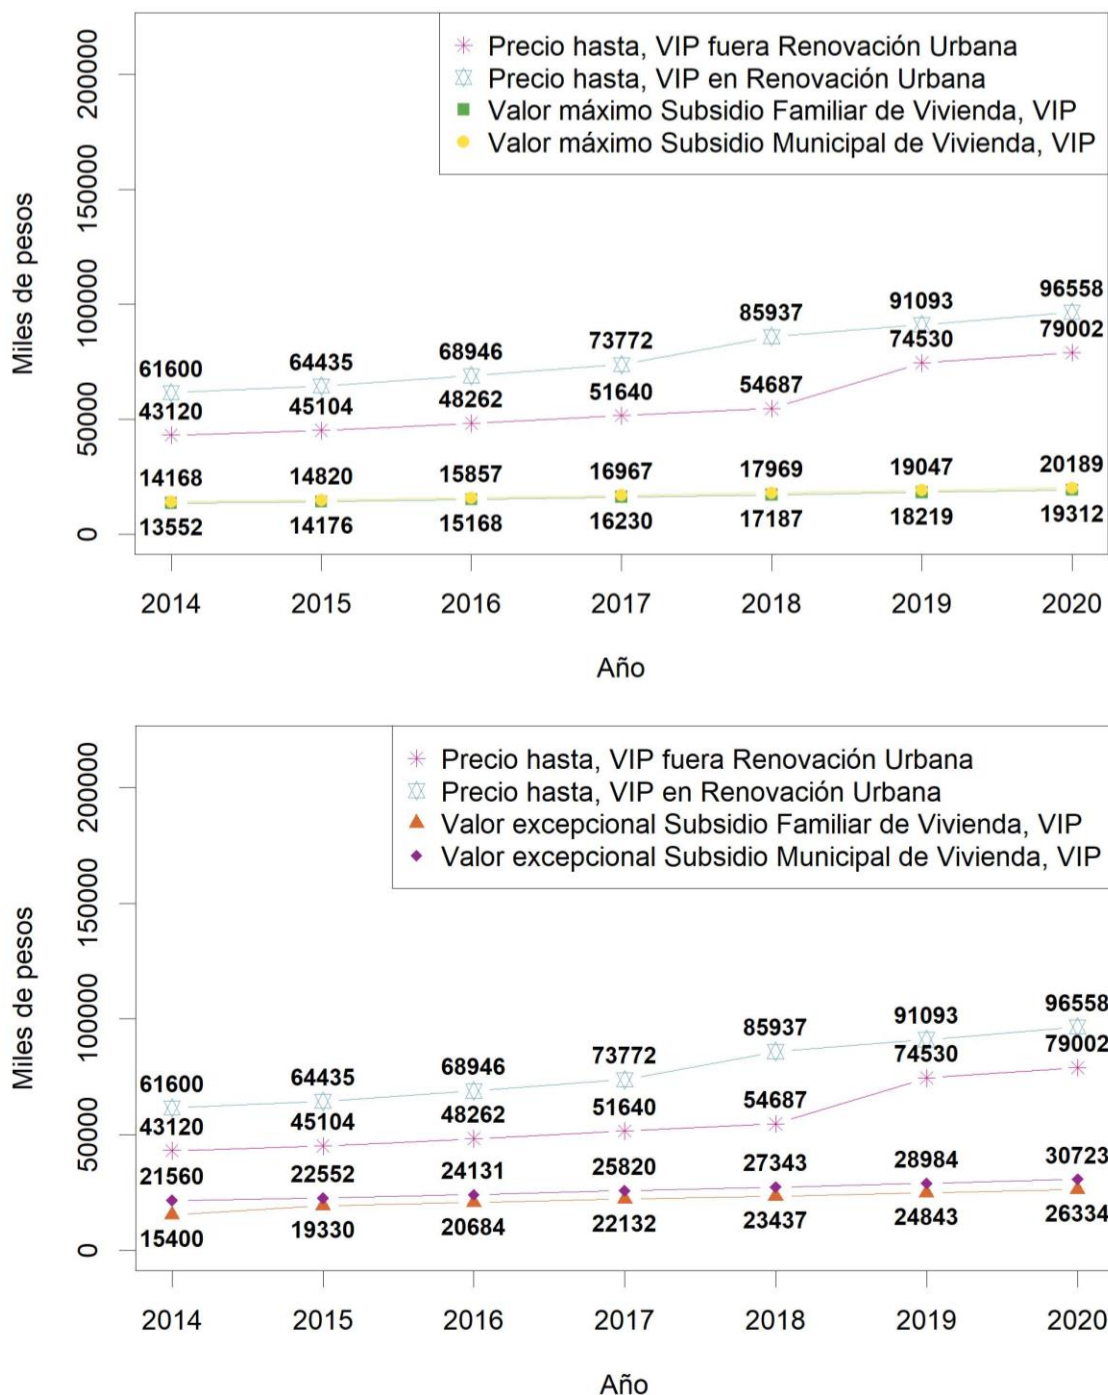 Precio hasta, VIP fuera Renovación Urbana
Precio hasta, VIP en Renovación Urbana
Valor máximo Subsidio Familiar de Vivienda, VIP
Valor máximo Subsidio Municipal de Vivienda, VIP
Miles de pesos
200000
150000
100000
50000
0
61600 64435 68946 73772 85937 91093 96558
43120 45104 48262 51640 54687 74530 79002
14168 14820 15857 16967 17969 19047 20189
13552 14176 15168 16230 17187 18219 19312
2014 2015 2016 2017 2018 2019 2020
Año
Precio hasta, VIP fuera Renovación Urbana
Precio hasta, VIP en Renovación Urbana
Valor excepcional Subsidio Familiar de Vivienda, VIP
Valor excepcional Subsidio Municipal de Vivienda, VIP
Miles de pesos
200000
150000
100000
50000
0
61600 64435 68946 73772 85937 91093 96558
43120 45104 48262 51640 54687 74530 79002
21560 22552 24131 25820 27343 28984 30723
15400 19330 20684 22132 23437 24843 26334
2014 2015 2016 2017 2018 2019 2020
Año